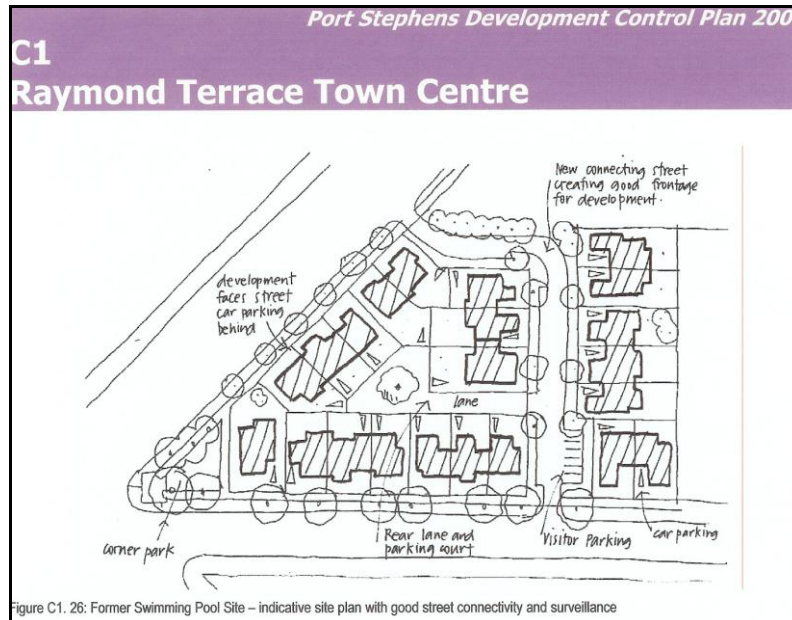 Port Stephens Development Control Plan 200
C1
Raymond Terrace Town Centre
New connecting street
creating good frontage
for development.
development
faces street
car parking
behind
lane
corner park
Rear lane and
parking court
Visitor Parking
car parking
Figure C1. 26: Former Swimming Pool Site – indicative site plan with good street connectivity and surveillance